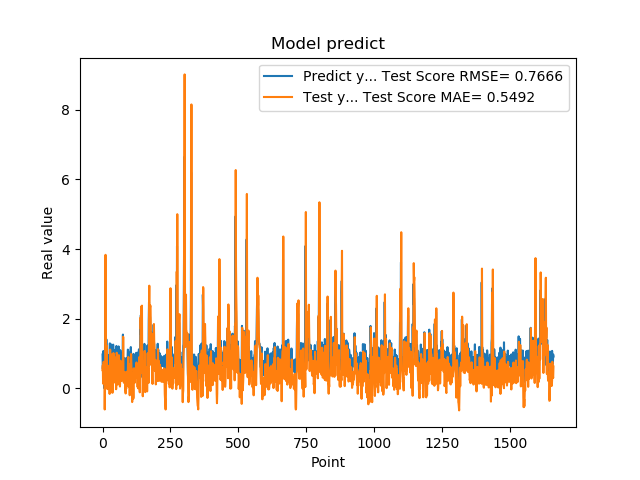 Model predict
Predict y... Test Score RMSE= 0.7666
Test y... Test Score MAE= 0.5492
Real value
8
6
4
2
0
0 250 500 750 1000 1250 1500
Point